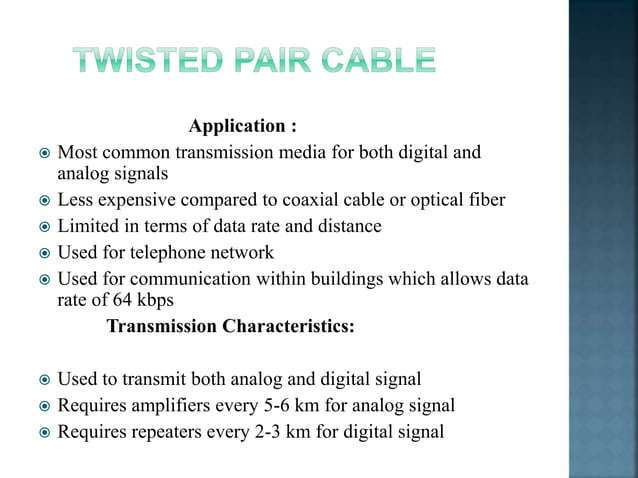 TWISTED PAIR CABLE
Application :
Most common transmission media for both digital and
analog signals
Less expensive compared to coaxial cable or optical fiber
Limited in terms of data rate and distance
Used for telephone network
Used for communication within buildings which allows data
rate of 64 kbps
Transmission Characteristics:
Used to transmit both analog and digital signal
Requires amplifiers every 5-6 km for analog signal
Requires repeaters every 2-3 km for digital signal